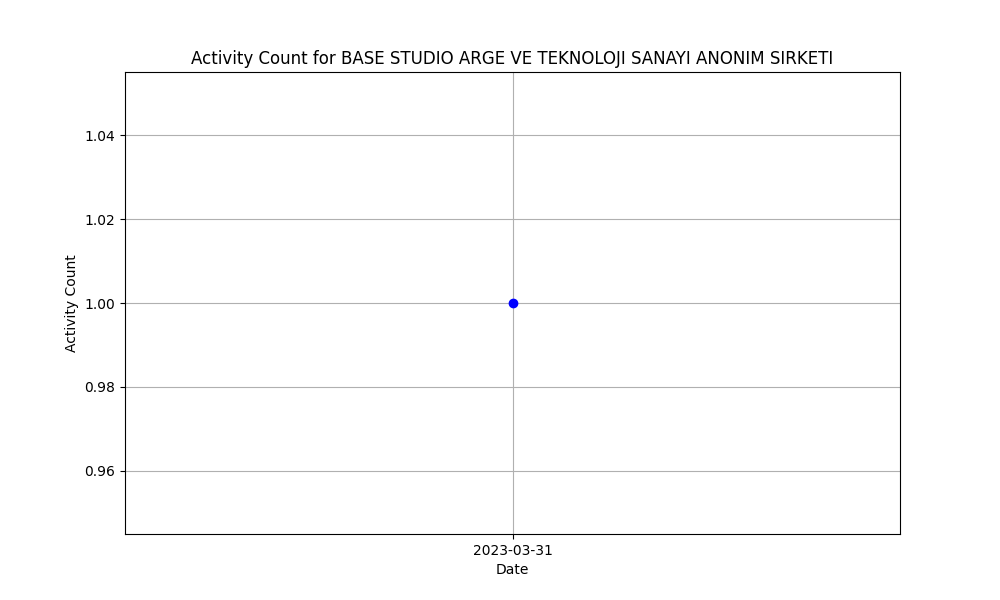 Activity Count for BASE STUDIO ARGE VE TEKNOLOJI SANAYI ANONIM SIRKETI
1.04
1.02
1.00
0.98
0.96
Activity Count
2023-03-31
Date